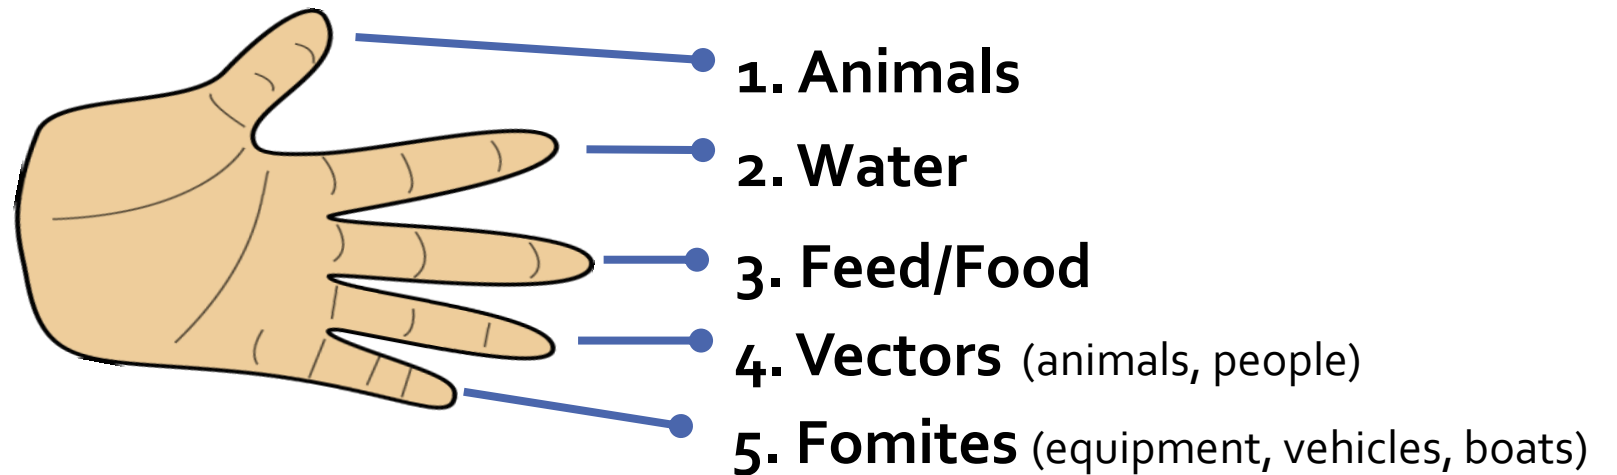 1. Animals
2. Water
3. Feed/Food
4. Vectors (animals, people)
5. Fomites (equipment, vehicles, boats)